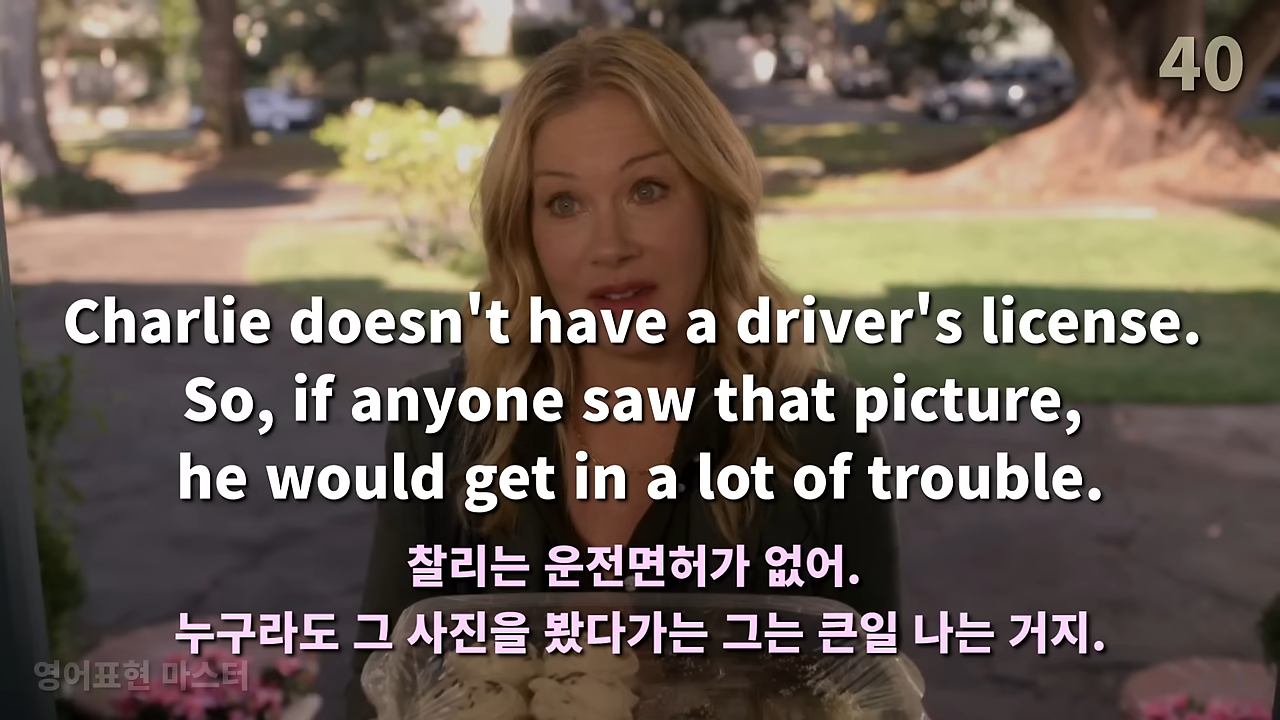 40
Charlie doesn't have a driver's license.
So, if anyone saw that picture,
he would get in a lot of trouble.
찰리는 운전면허가 없어.
누구라도 그 사진을 봤다가는 그는 큰일 나는 거지.
영어표현 마스터